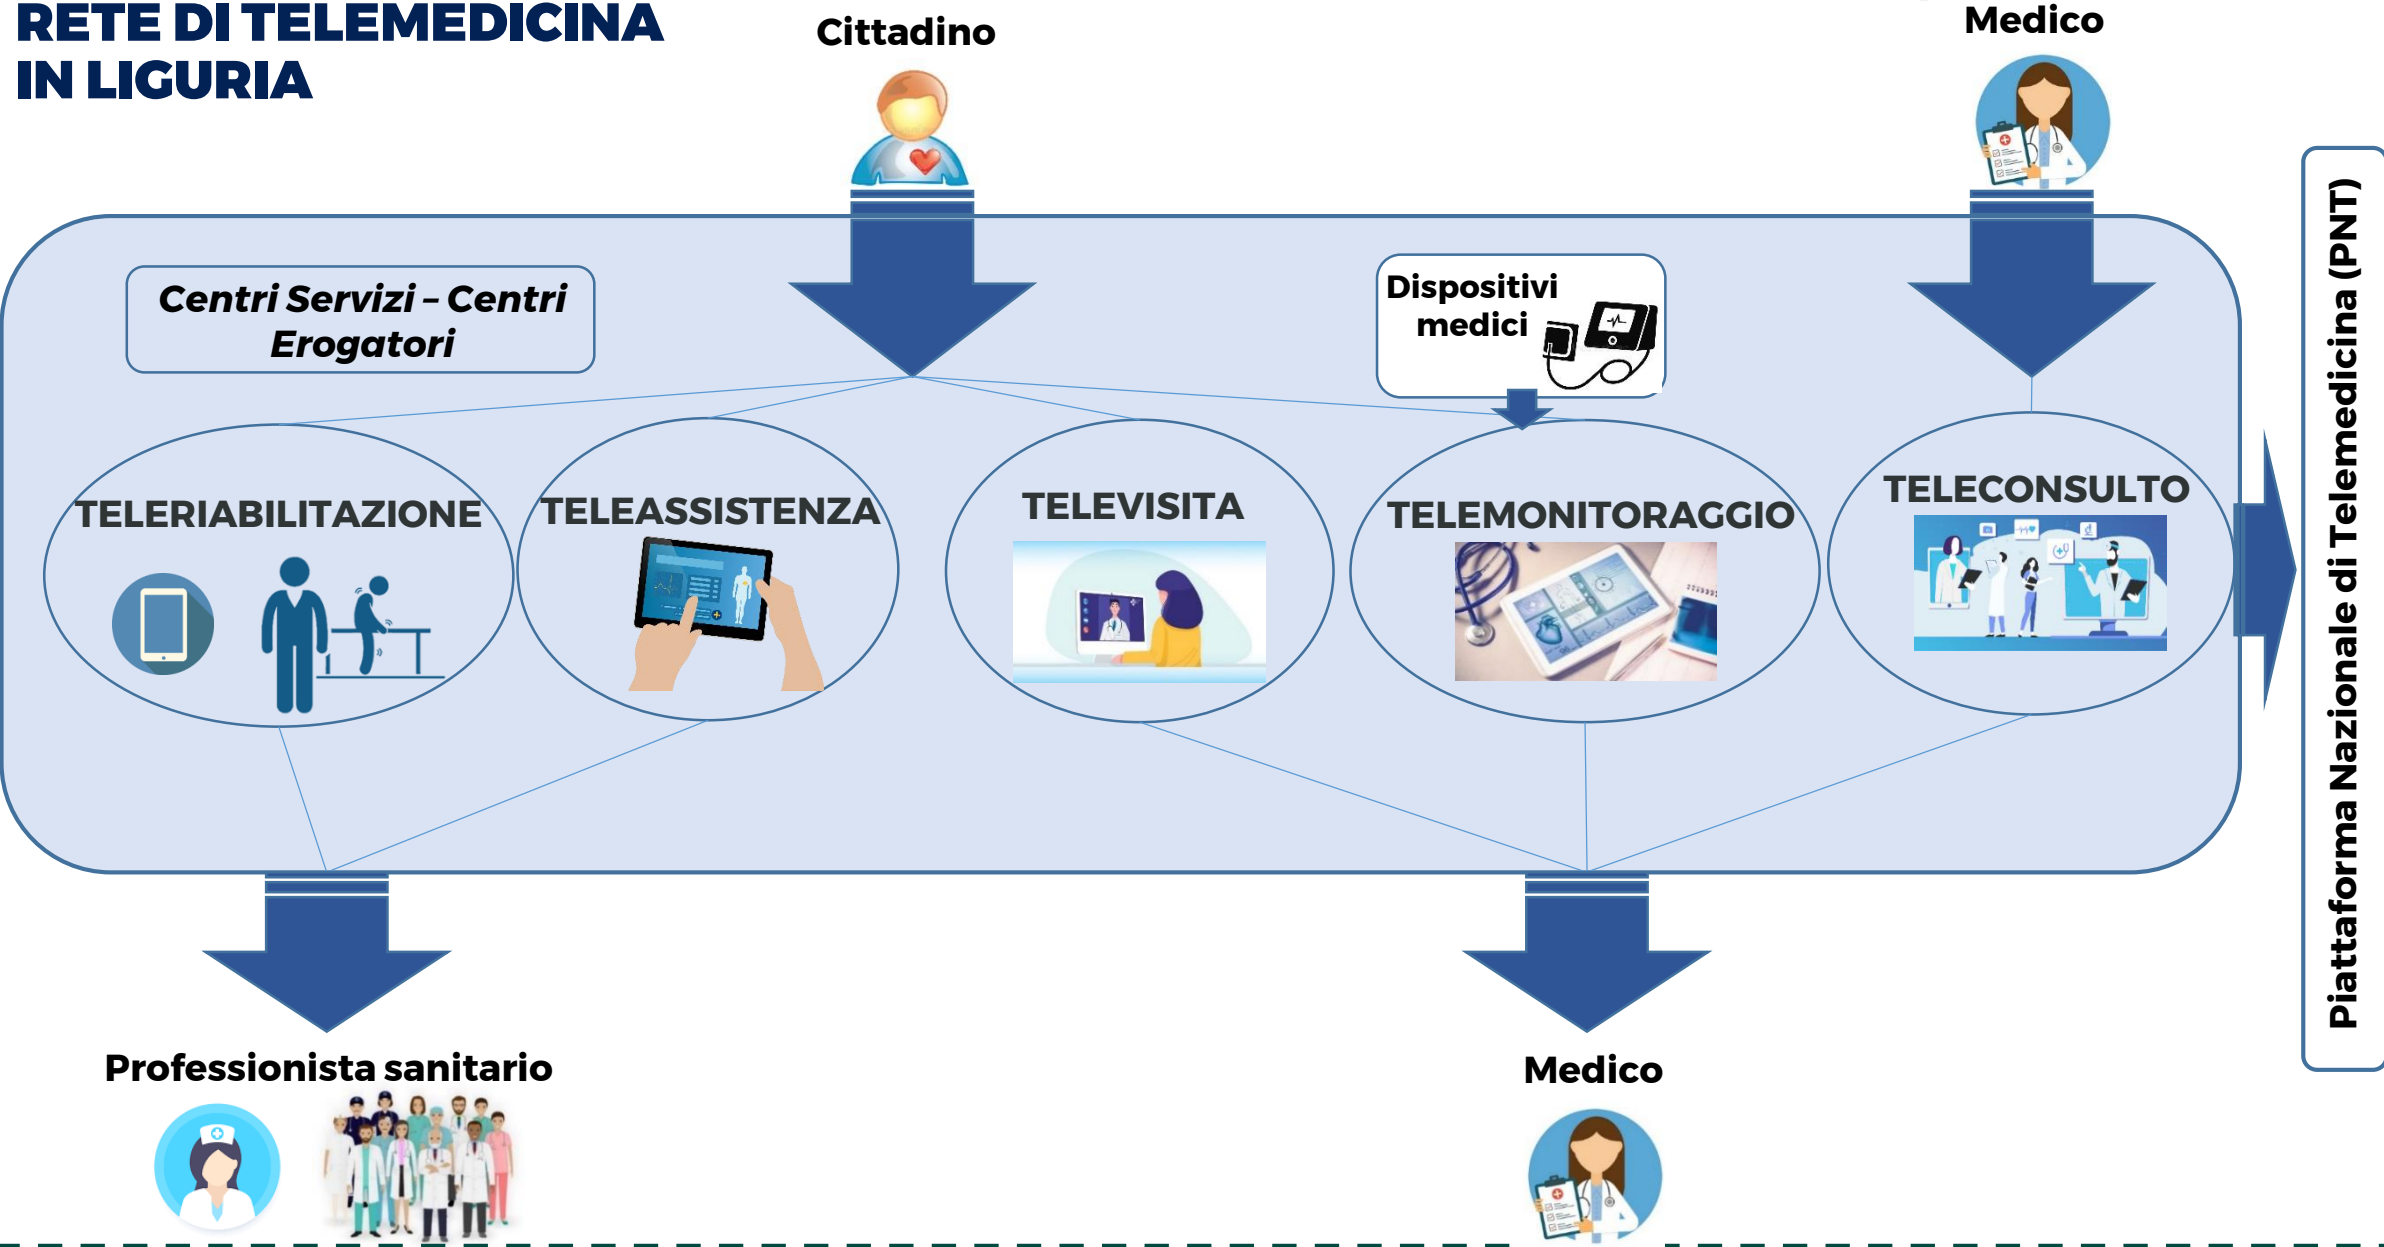 RETE DI TELEMEDICINA
IN LIGURIA
Cittadino
Medico
Centri Servizi – Centri
Erogatori
Dispositivi
medici
TELERIABILITAZIONE
TELEASSISTENZA
TELEVISITA
TELEMONITORAGGIO
TELECONSULTO
Piattaforma Nazionale di Telemedicina (PNT)
Professionista sanitario
Medico